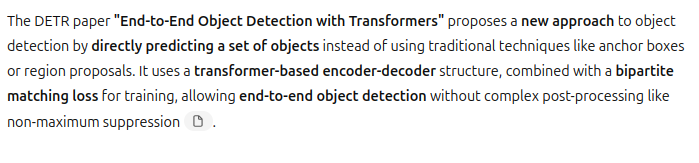 The DETR paper "End-to-End Object Detection with Transformers" proposes a new approach to object
detection by directly predicting a set of objects instead of using traditional techniques like anchor boxes
or region proposals. It uses a transformer-based encoder-decoder structure, combined with a bipartite
matching loss for training, allowing end-to-end object detection without complex post-processing like
non-maximum suppression .